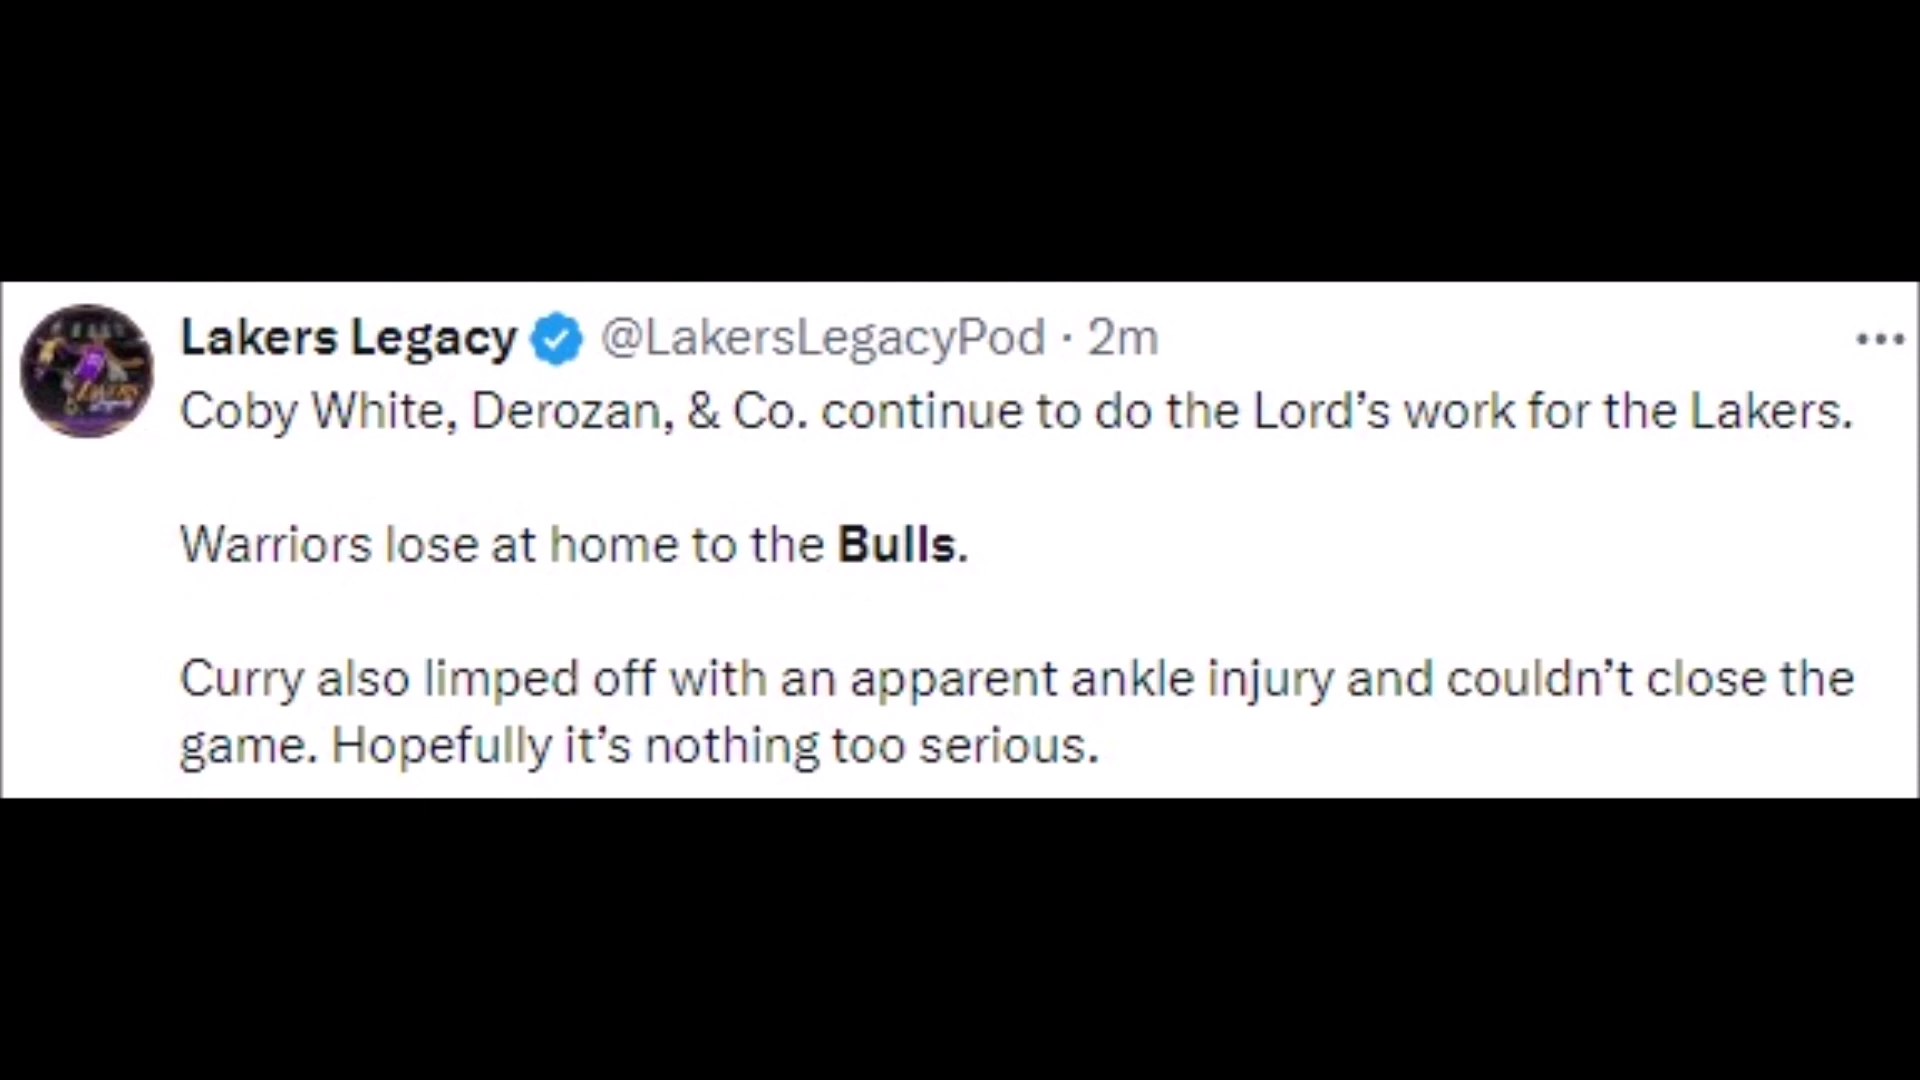 Lakers Legacy @LakersLegacyPod · 2m
Coby White, Derozan, & Co. continue to do the Lord’s work for the Lakers.
Warriors lose at home to the Bulls.
Curry also limped off with an apparent ankle injury and couldn’t close the
game. Hopefully it’s nothing too serious.